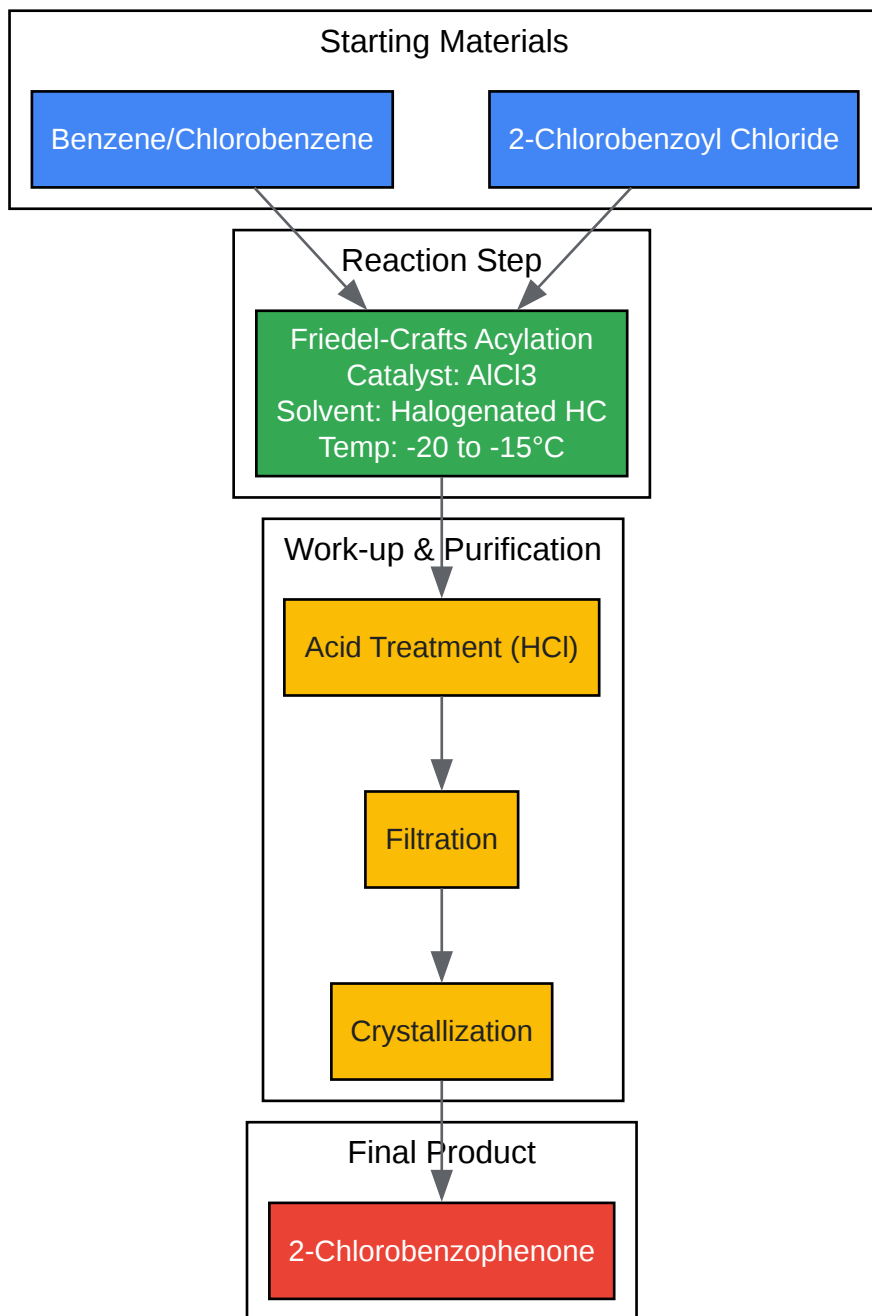 Starting Materials
Benzene/Chlorobenzene
2-Chlorobenzoyl Chloride
Reaction Step
Friedel-Crafts Acylation
Catalyst: AlCl3
Solvent: Halogenated HC
Temp: -20 to -15°C
Work-up & Purification
Acid Treatment (HCl)
Filtration
Crystallization
Final Product
2-Chlorobenzophenone